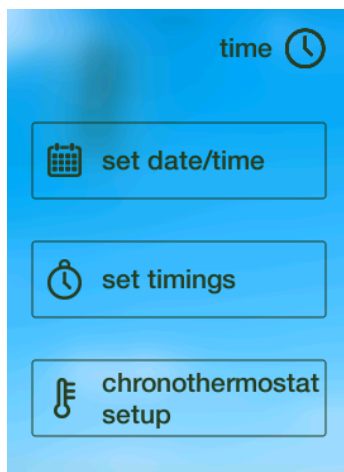 time
set date/time
set timings
chronothermostat
setup